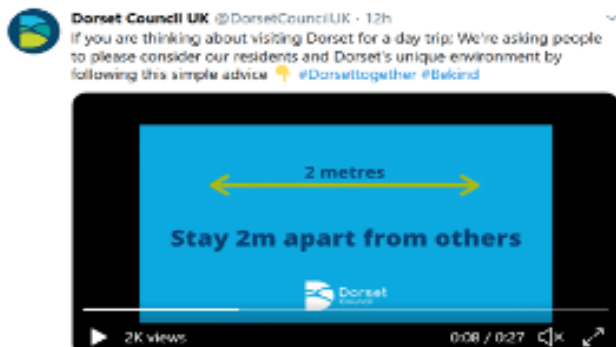 Dorset Council UK @DorsetCouncilUK · 12h
If you are thinking about visiting Dorset for a day trip: We're asking people
to please consider our residents and Dorset's unique environment by
following this simple advice 👇 #Dorsettogether #Bekind
2 metres
Stay 2m apart from others
Dorset
Council
2K views
0:08 / 0:27